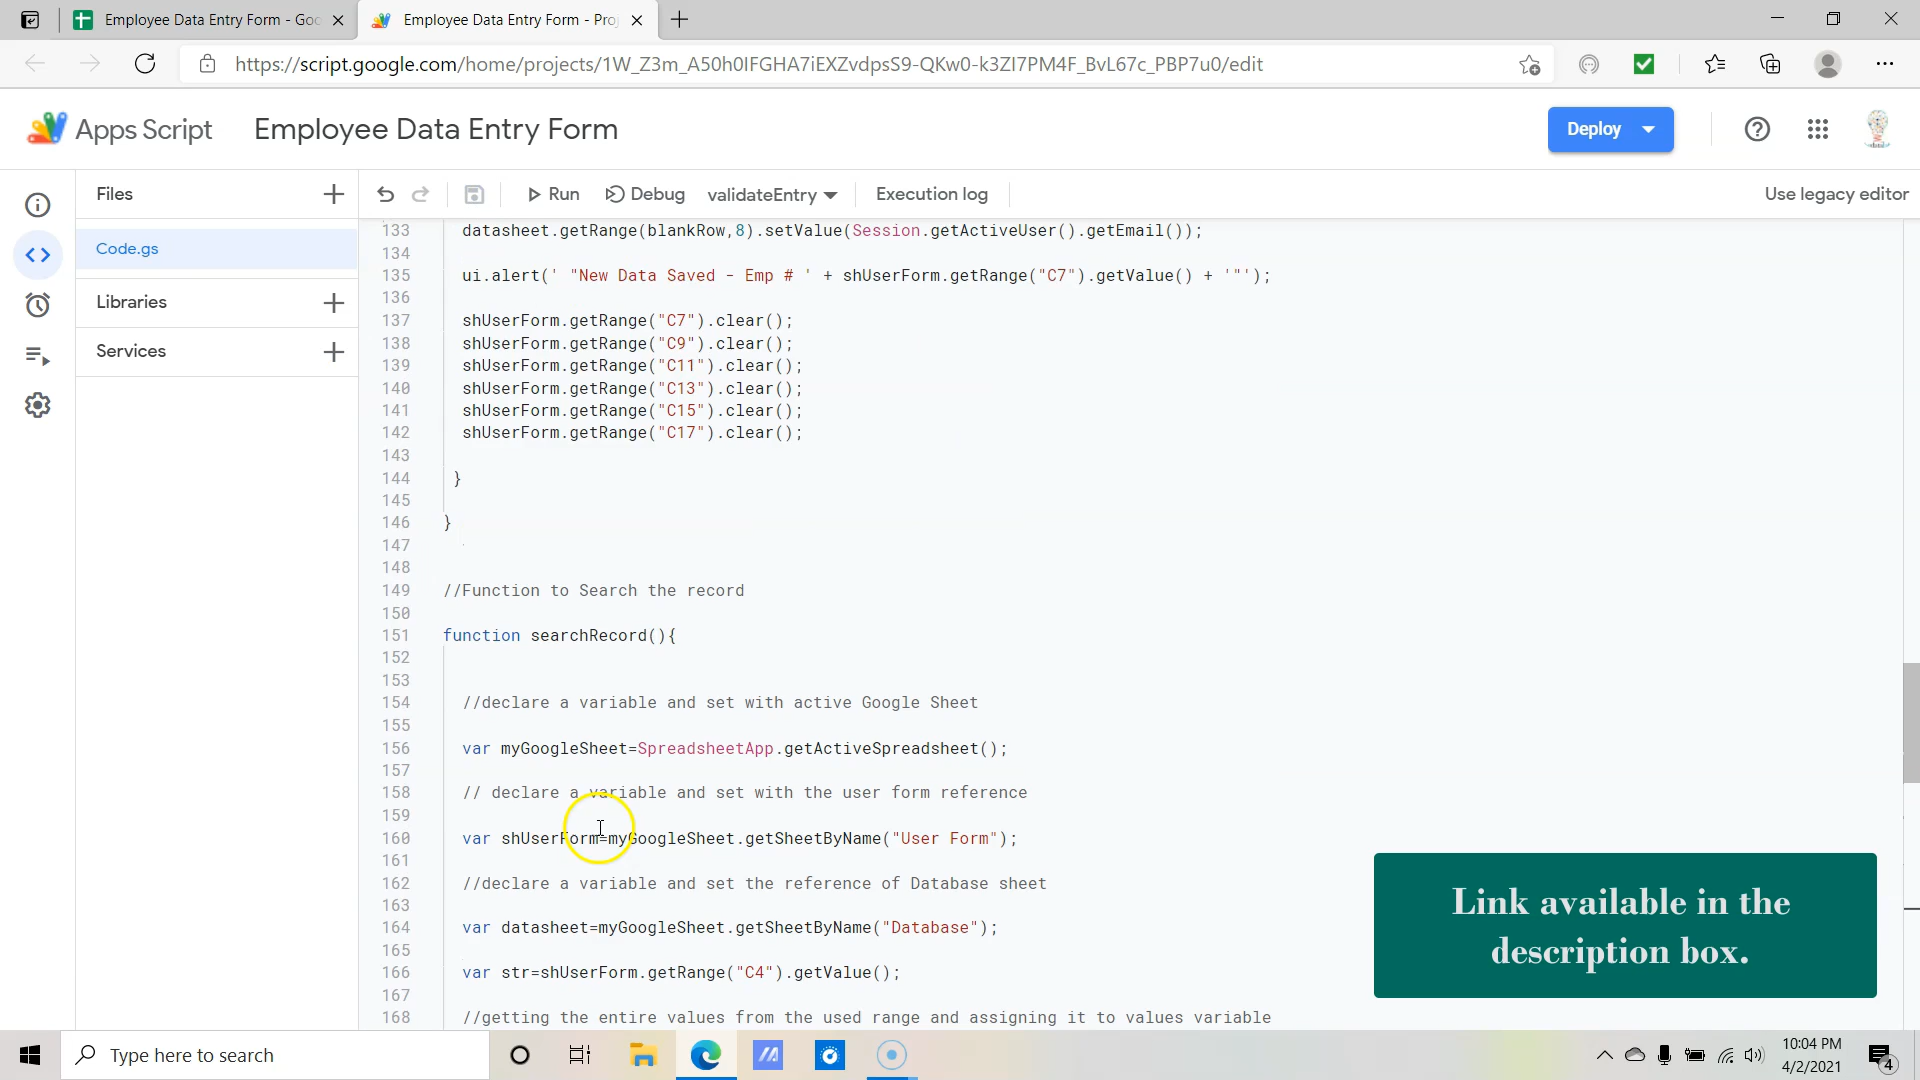 Employee Data Entry Form - Goo
Employee Data Entry Form - Pro
https://script.google.com/home/projects/1W_Z3m_A50h0IFGHA7iEXZvdpsS9-QKw0-k3ZI7PM4F_BvL67c_PBP7u0/edit
Apps Script
Employee Data Entry Form
Deploy
Files
Run
Debug
validateEntry
Execution log
Use legacy editor
Code.gs
Libraries
Services
133 datasheet.getRange(blankRow,8).setValue(Session.getActiveUser().getEmail());
134
135 ui.alert(' "New Data Saved - Emp # ' + shUserForm.getRange("C7").getValue() + '"');
136
137 shUserForm.getRange("C7").clear();
138 shUserForm.getRange("C9").clear();
139 shUserForm.getRange("C11").clear();
140 shUserForm.getRange("C13").clear();
141 shUserForm.getRange("C15").clear();
142 shUserForm.getRange("C17").clear();
143
144 }
145
146 }
147
148
149 //Function to Search the record
150
151 function searchRecord(){
152
153
154 //declare a variable and set with active Google Sheet
155
156 var myGoogleSheet=SpreadsheetApp.getActiveSpreadsheet();
157
158 // declare a variable and set with the user form reference
159
160 var shUserForm=myGoogleSheet.getSheetByName("User Form");
161
162 //declare a variable and set the reference of Database sheet
163
164 var datasheet=myGoogleSheet.getSheetByName("Database");
165
166 var str=shUserForm.getRange("C4").getValue();
167
168 //getting the entire values from the used range and assigning it to values variable
Link available in the
description box.
Type here to search
10:04 PM
4/2/2021
4